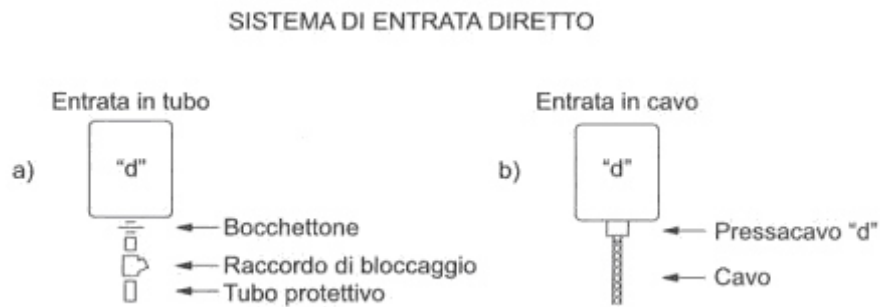 SISTEMA DI ENTRATA DIRETTO
Entrata in tubo
a)
“d”
Bocchettone
Raccordo di bloccaggio
Tubo protettivo
Entrata in cavo
b)
“d”
Pressacavo “d”
Cavo